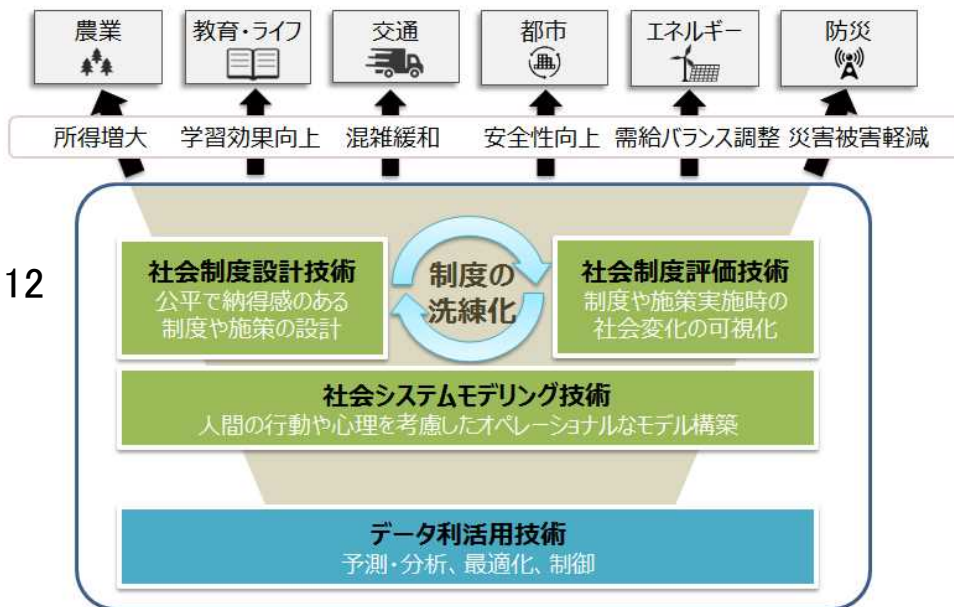 農業
教育・ライフ
交通
都市
エネルギー
防災
所得増大
学習効果向上
混雑緩和
安全性向上
需給バランス調整
災害被害軽減
12
社会制度設計技術
公平で納得感のある
制度や施策の設計
制度の
洗練化
社会制度評価技術
制度や施策実施時の
社会変化の可視化
社会システムモデリング技術
人間の行動や心理を考慮したオペレーショナルなモデル構築
データ利活用技術
予測・分析、最適化、制御